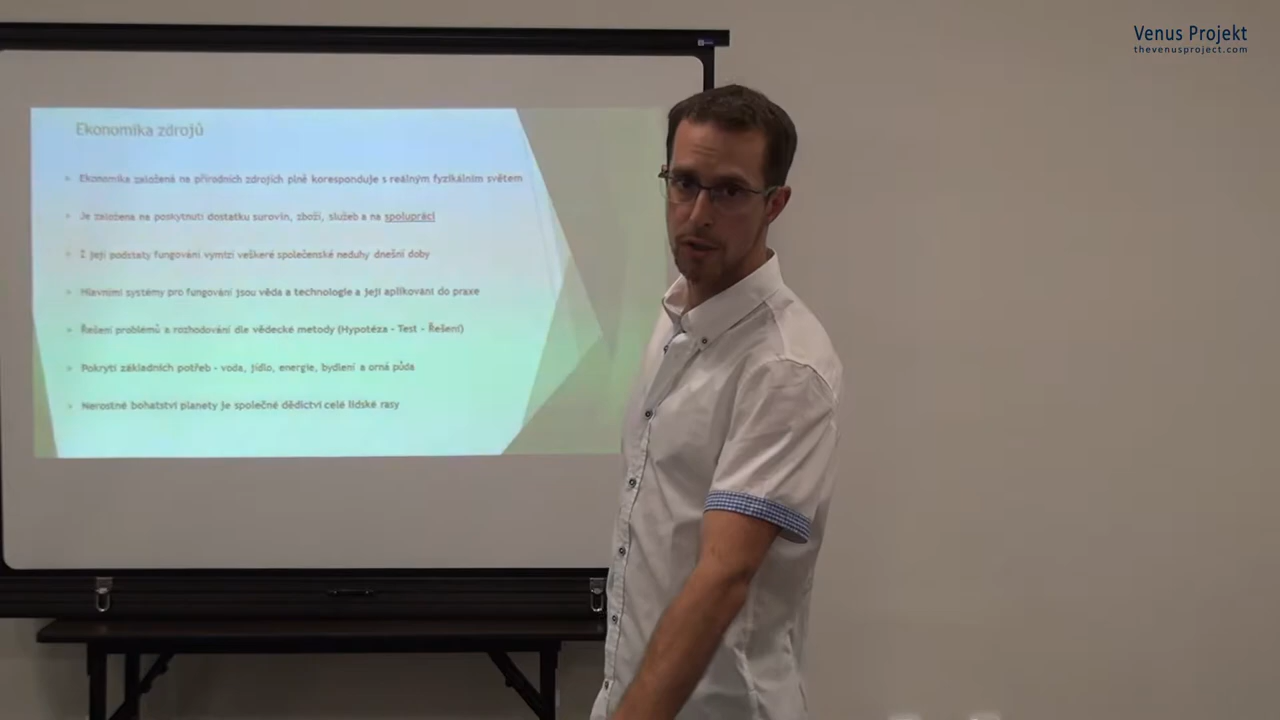 Venus Projekt
thevenusproject.com
Ekonomika zdrojů
Ekonomika založená na přírodních zdrojích plně koresponduje s reálným fyzikálním světem
Je založena na poskytnutí dostatku surovin, zboží, služeb a na spolupráci
Z její podstaty fungování vymizí veškeré společenské neduhy dnešní doby
Hlavními systémy pro fungování jsou věda a technologie a její aplikování do praxe
Řešení problémů a rozhodování dle vědecké metody (Hypotéza - Test - Řešení)
Pokrytí základních potřeb - voda, jídlo, energie, bydlení a orná půda
Nerostné bohatství planety je společné dědictví celé lidské rasy